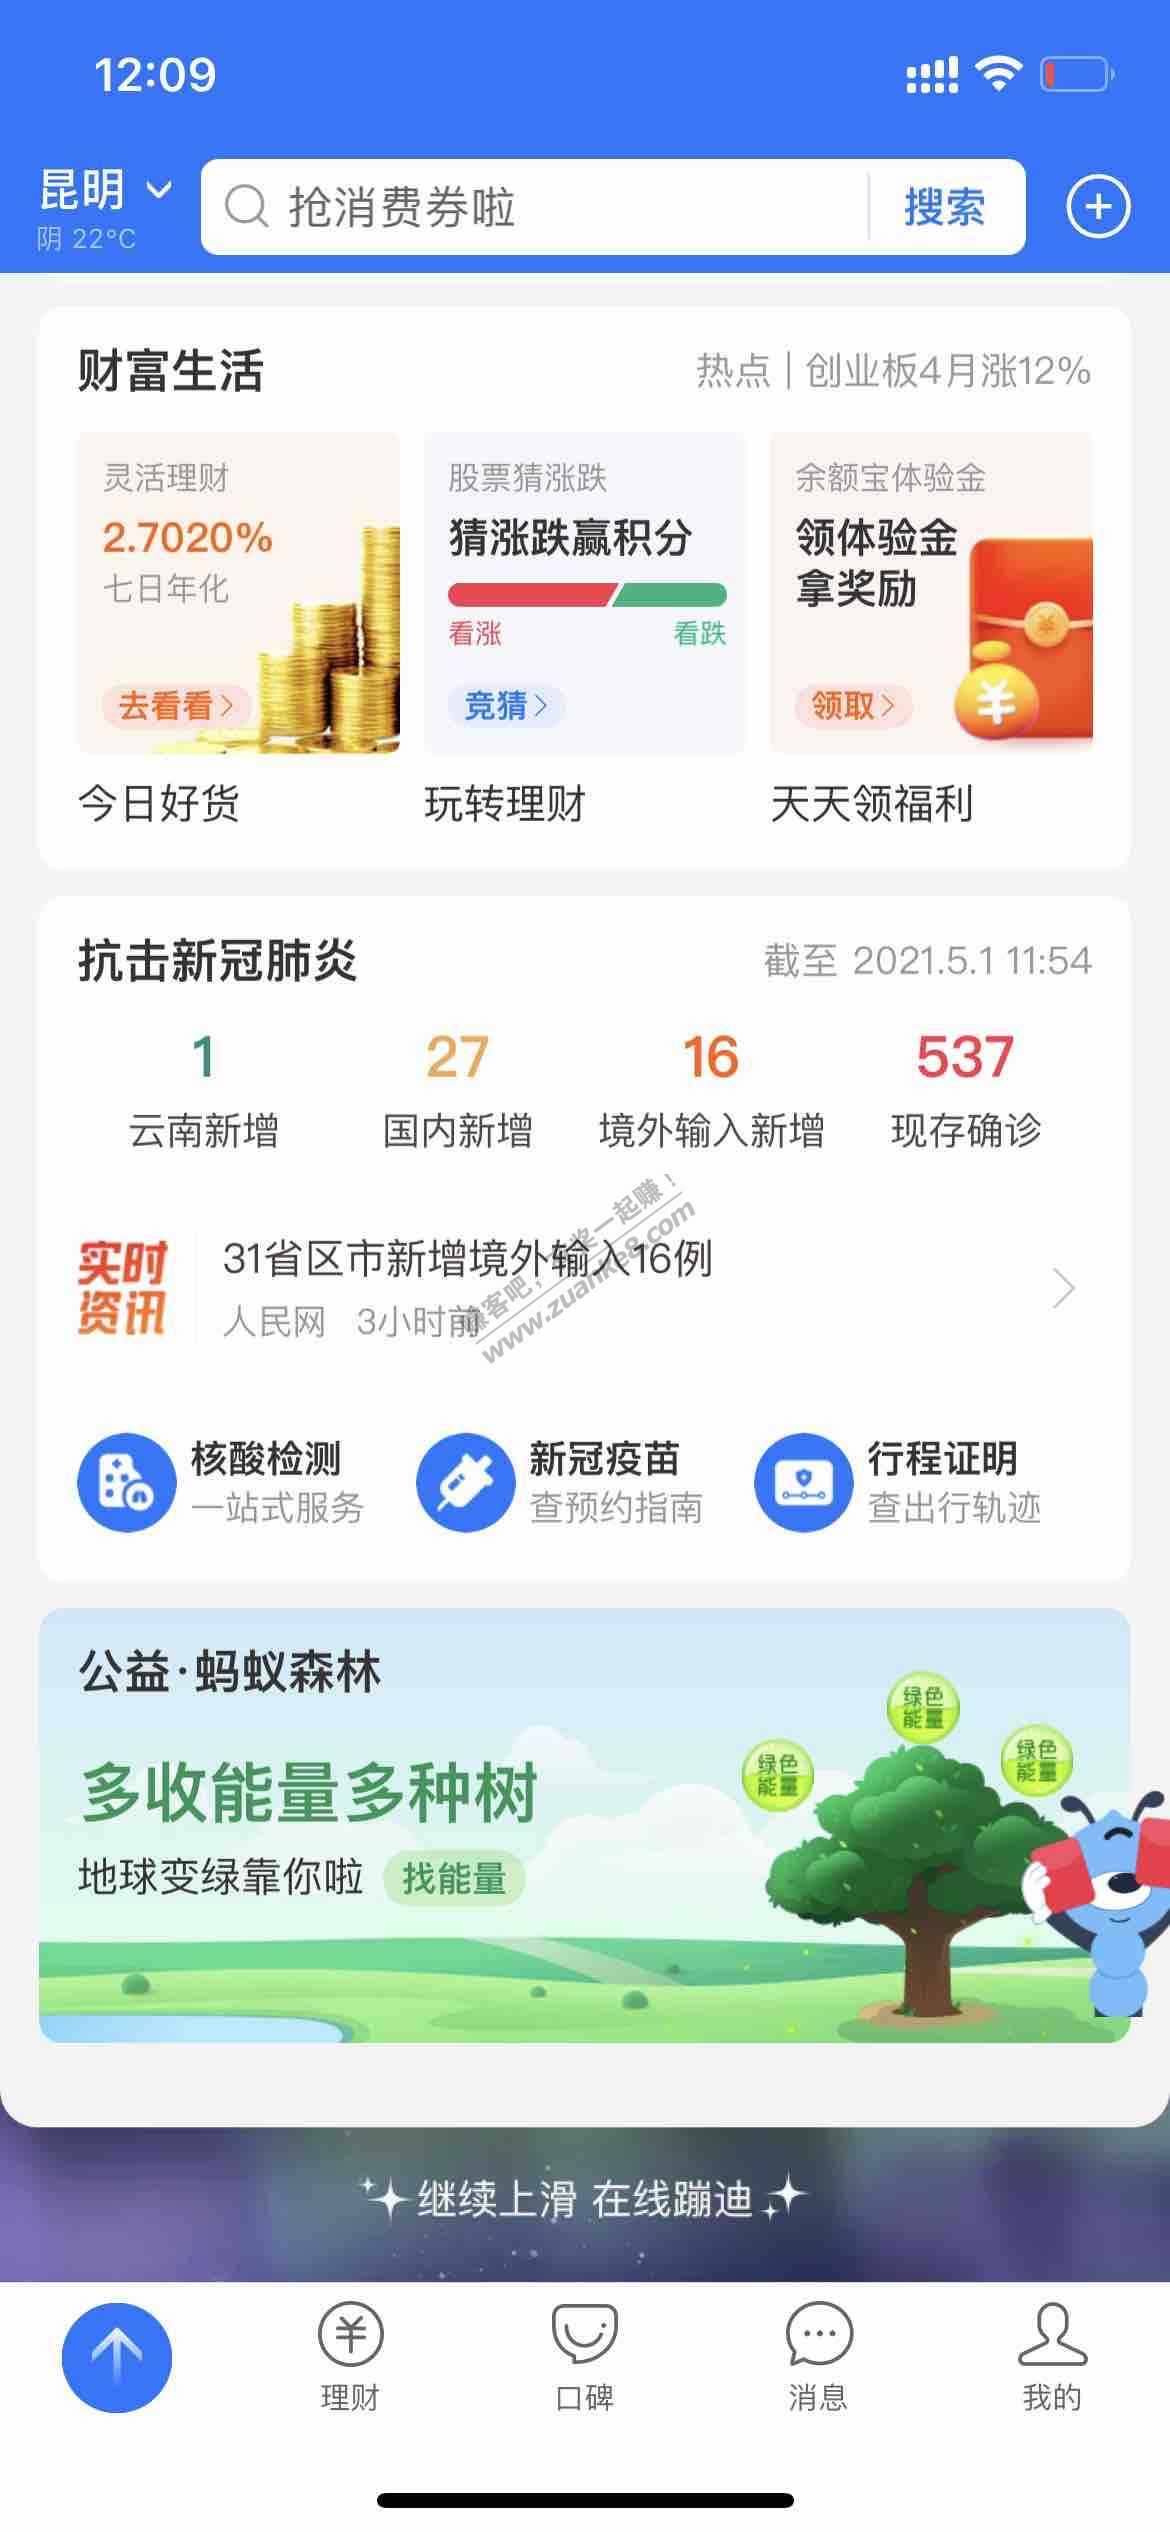 12:09
昆明
阴 22°C
抢消费券啦
搜索
财富生活
热点 | 创业板4月涨12%
灵活理财
2.7020%
七日年化
去看看
今日好货
股票猜涨跌
猜涨跌赢积分
看涨 看跌
竞猜
玩转理财
余额宝体验金
领体验金
拿奖励
领取
天天领福利
抗击新冠肺炎
截至 2021.5.1 11:54
1 27 16 537
云南新增 国内新增 境外输入新增 现存确诊
实时
资讯
31省区市新增境外输入16例
人民网 3小时前
www.zuanke8.com
核酸检测
一站式服务
新冠疫苗
查预约指南
行程证明
查出行轨迹
公益·蚂蚁森林
多收能量多种树
地球变绿靠你啦
找能量
绿色
能量
绿色
能量
绿色
能量
继续上滑 在线蹦迪
理财
口碑
消息
我的